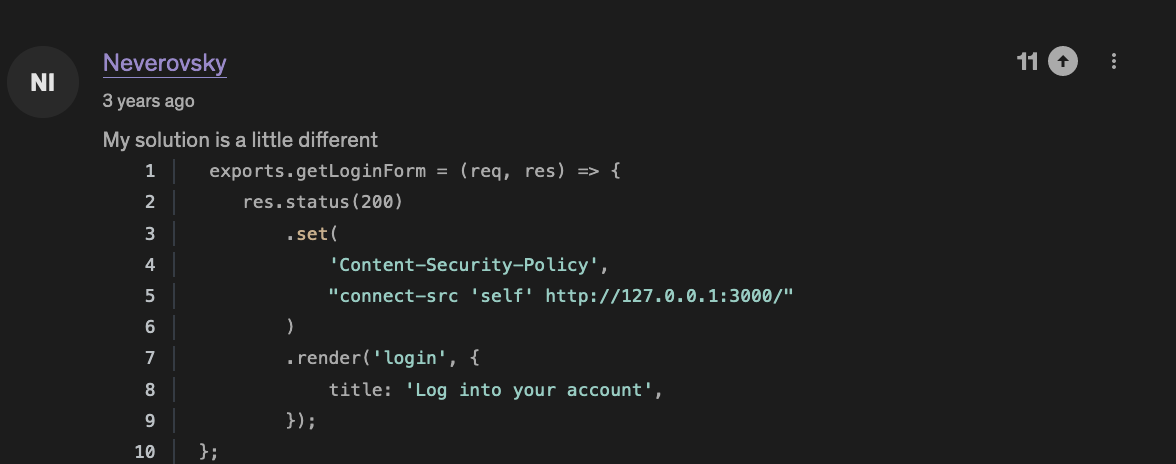 NI
Neverovsky
11
3 years ago
My solution is a little different
1 exports.getLoginForm = (req, res) => {
2 res.status(200)
3 .set(
4 'Content-Security-Policy',
5 "connect-src 'self' http://127.0.0.1:3000/"
6 )
7 .render('login', {
8 title: 'Log into your account',
9 });
10 };